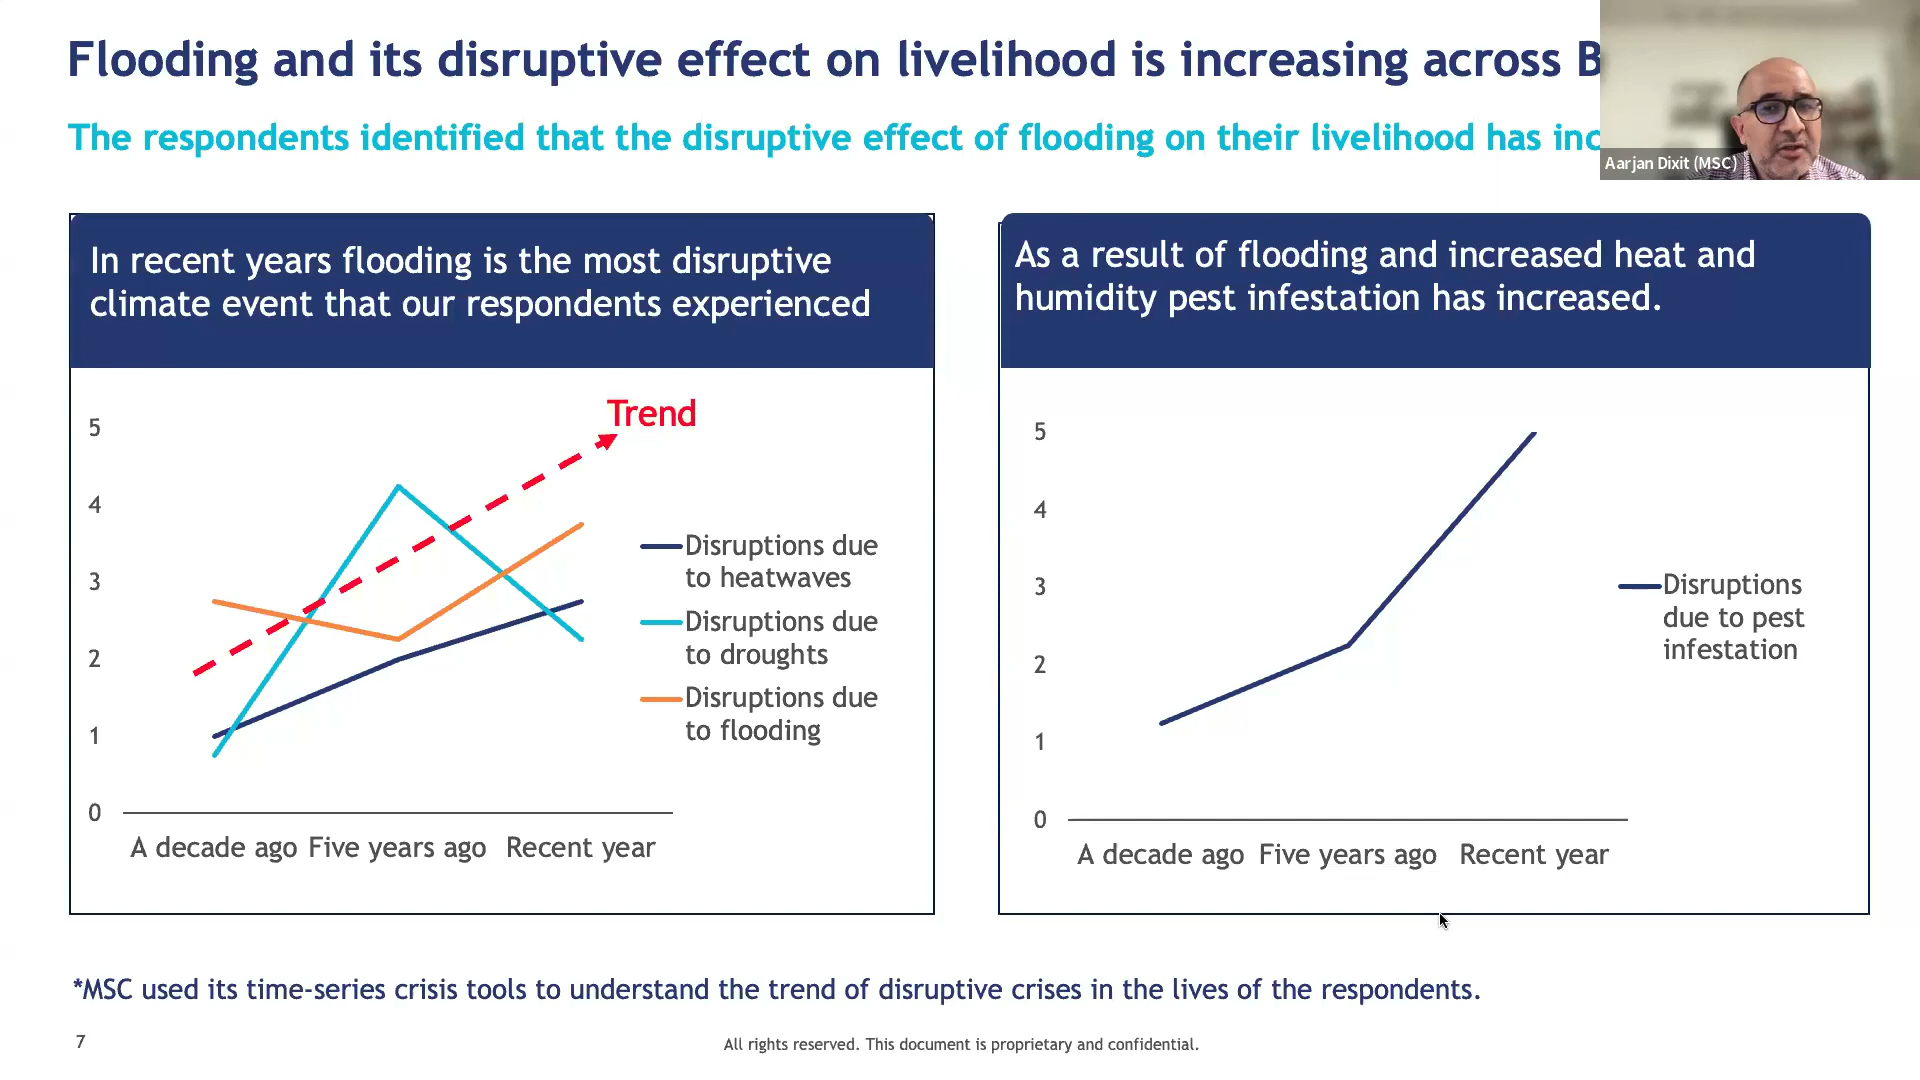 Flooding and its disruptive effect on livelihood is increasing across B
The respondents identified that the disruptive effect of flooding on their livelihood has inc
Aarjan Dixit (MSC)
In recent years flooding is the most disruptive
climate event that our respondents experienced
Trend
5
4
3
2
1
0
A decade ago Five years ago Recent year
Disruptions due
to heatwaves
Disruptions due
to droughts
Disruptions due
to flooding
As a result of flooding and increased heat and
humidity pest infestation has increased.
5
4
3
2
1
0
A decade ago Five years ago Recent year
Disruptions
due to pest
infestation
*MSC used its time-series crisis tools to understand the trend of disruptive crises in the lives of the respondents.
7
All rights reserved. This document is proprietary and confidential.